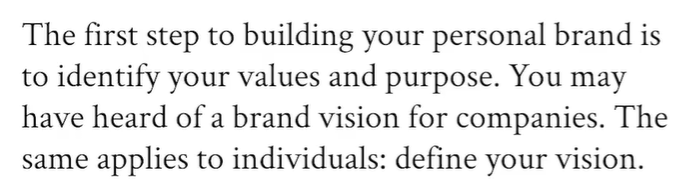 The first step to building your personal brand is
to identify your values and purpose. You may
have heard of a brand vision for companies. The
same applies to individuals: define your vision.